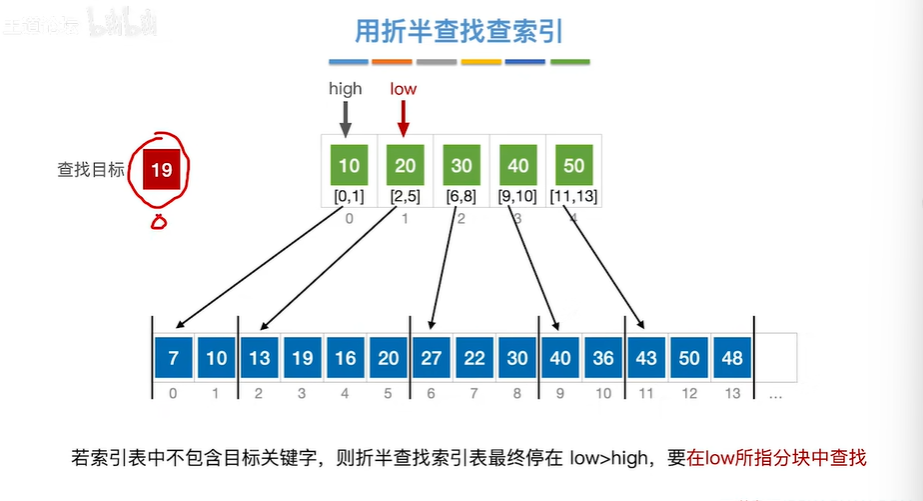 用折半查找查索引
high low
查找目标 19
10 20 30 40 50
[0,1] [2,5] [6,8] [9,10] [11,13]
0 1 2 3 4
7 10 13 19 16 20 27 22 30 40 36 43 50 48
0 1 2 3 4 5 6 7 8 9 10 11 12 13 ...
若索引表中不包含目标关键字，则折半查找索引表最终停在 low>high，要在low所指分块中查找